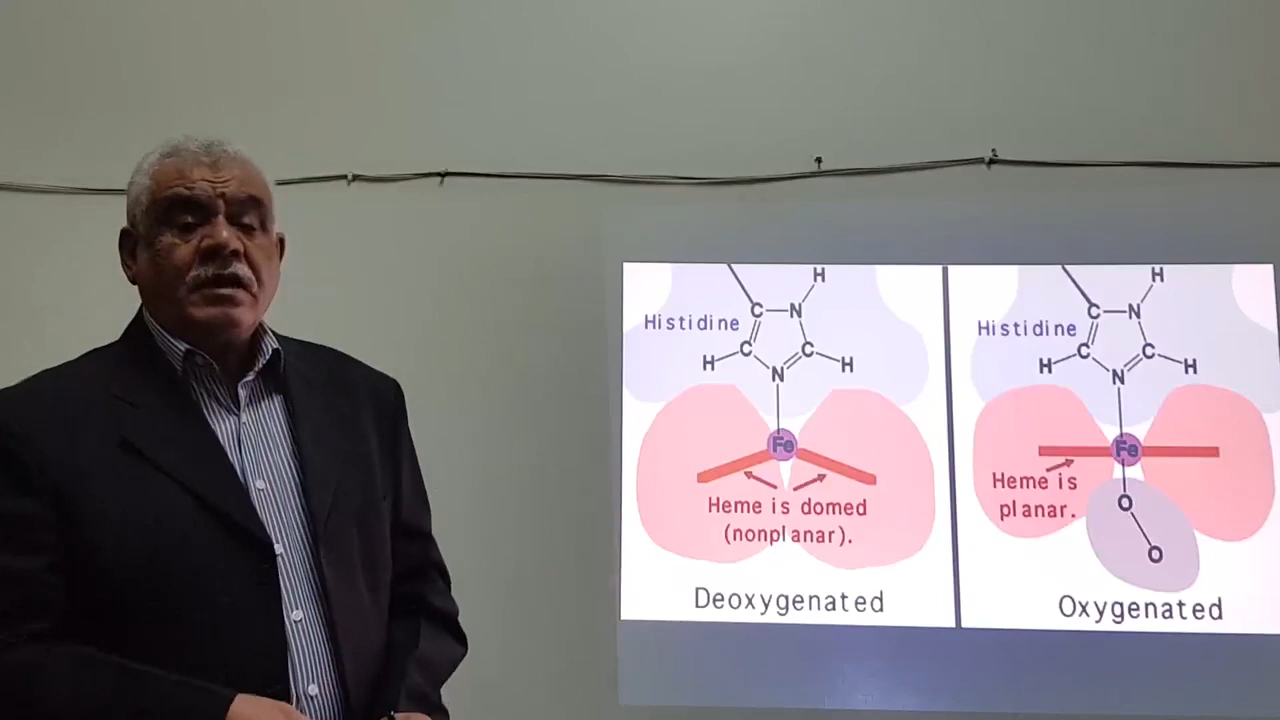 H
Histidine
C
N
H
C
C
H
N
Fe
Heme is domed
(nonplanar).
Deoxygenated
H
Histidine
C
N
H
C
C
H
N
Fe
Heme is
planar.
O
O
Oxygenated